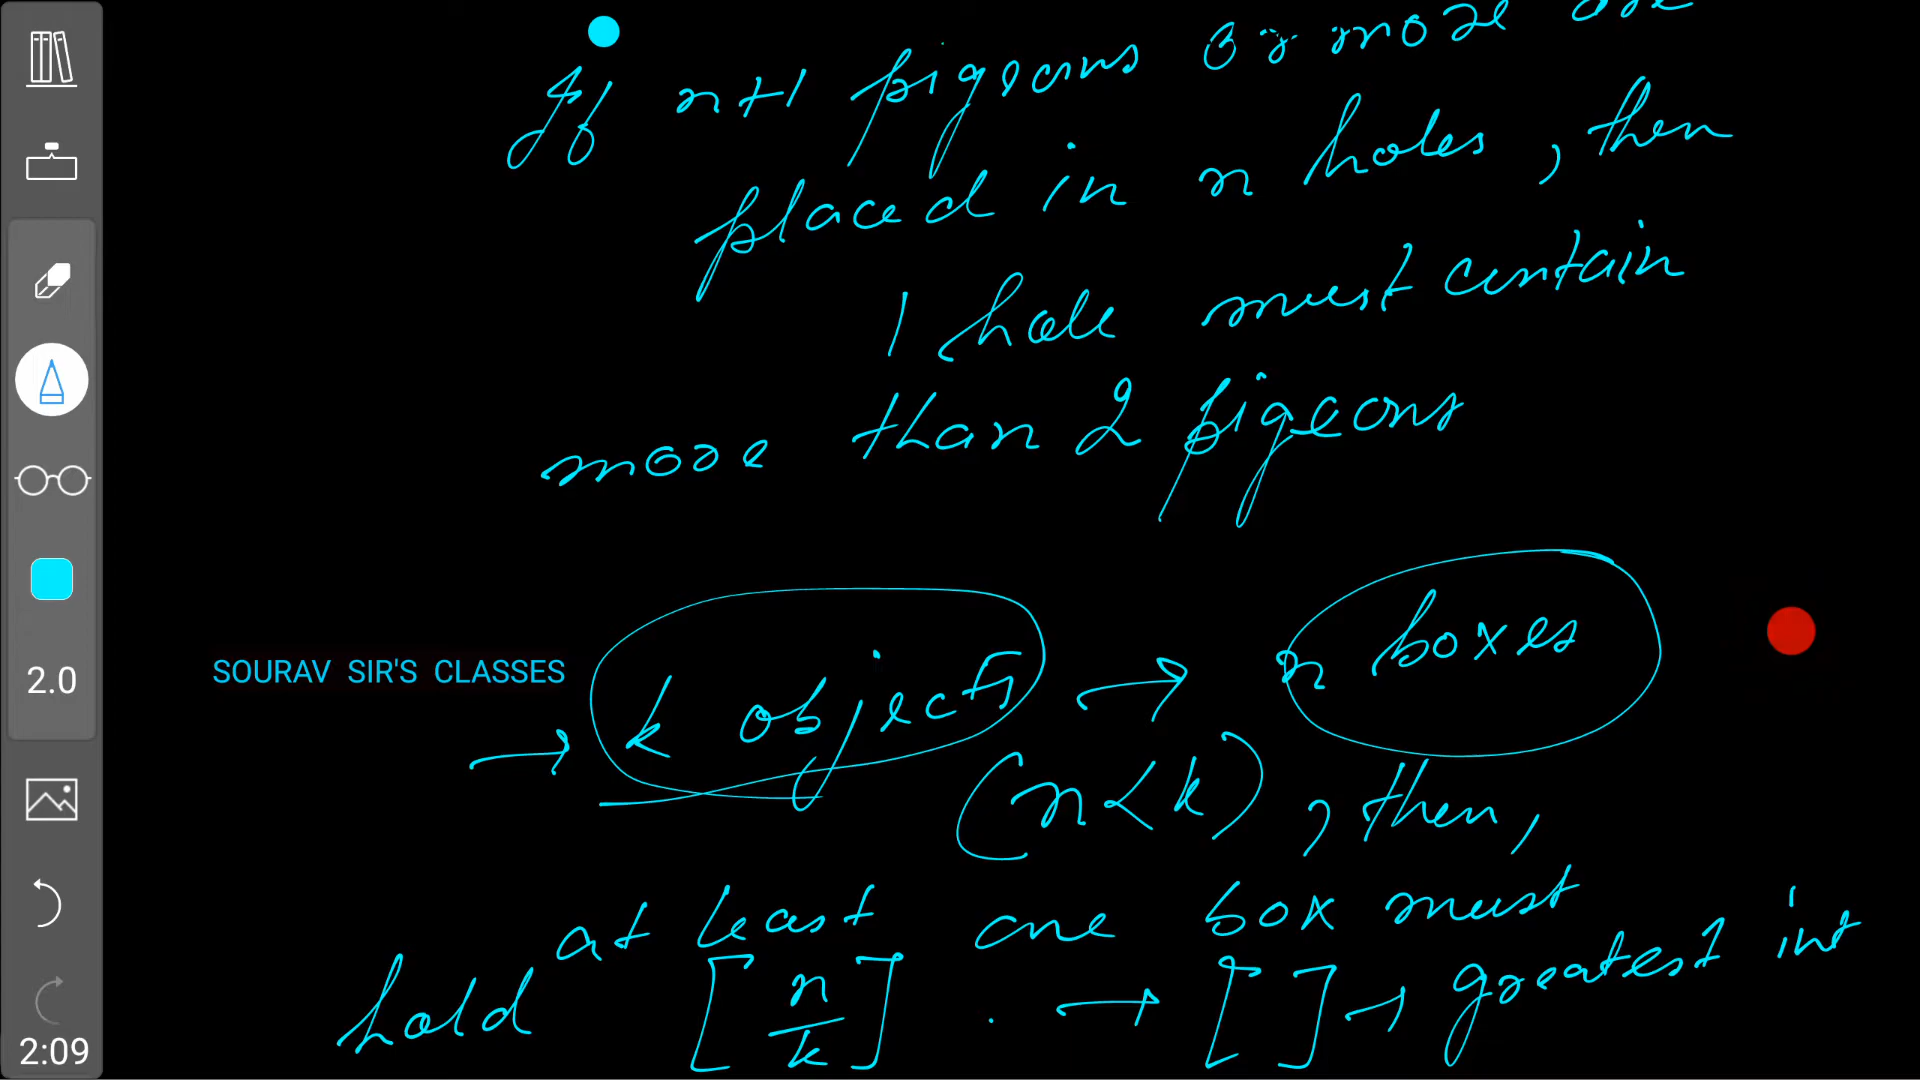 If n+1 pigeons or more are
placed in n holes, then
1 hole must contain
more than 2 pigeons
SOURAV SIR'S CLASSES
→ k objects → n boxes
(n<k), then,
at least one box must
hold [n/k]. → [ ] → greatest int
2.0
2:09